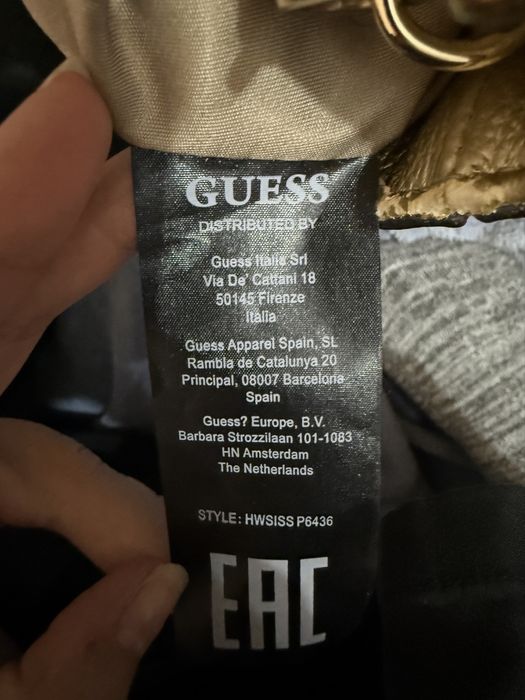 GUESS
DISTRIBUTED BY
Guess Italia Srl
Via De' Cattani 18
50145 Firenze
Italia
Guess Apparel Spain, SL
Rambla de Catalunya 20
Principal, 08007 Barcelona
Spain
Guess? Europe, B.V.
Barbara Strozzilaan 101-1083
HN Amsterdam
The Netherlands
STYLE: HWSISS P6436
EAC